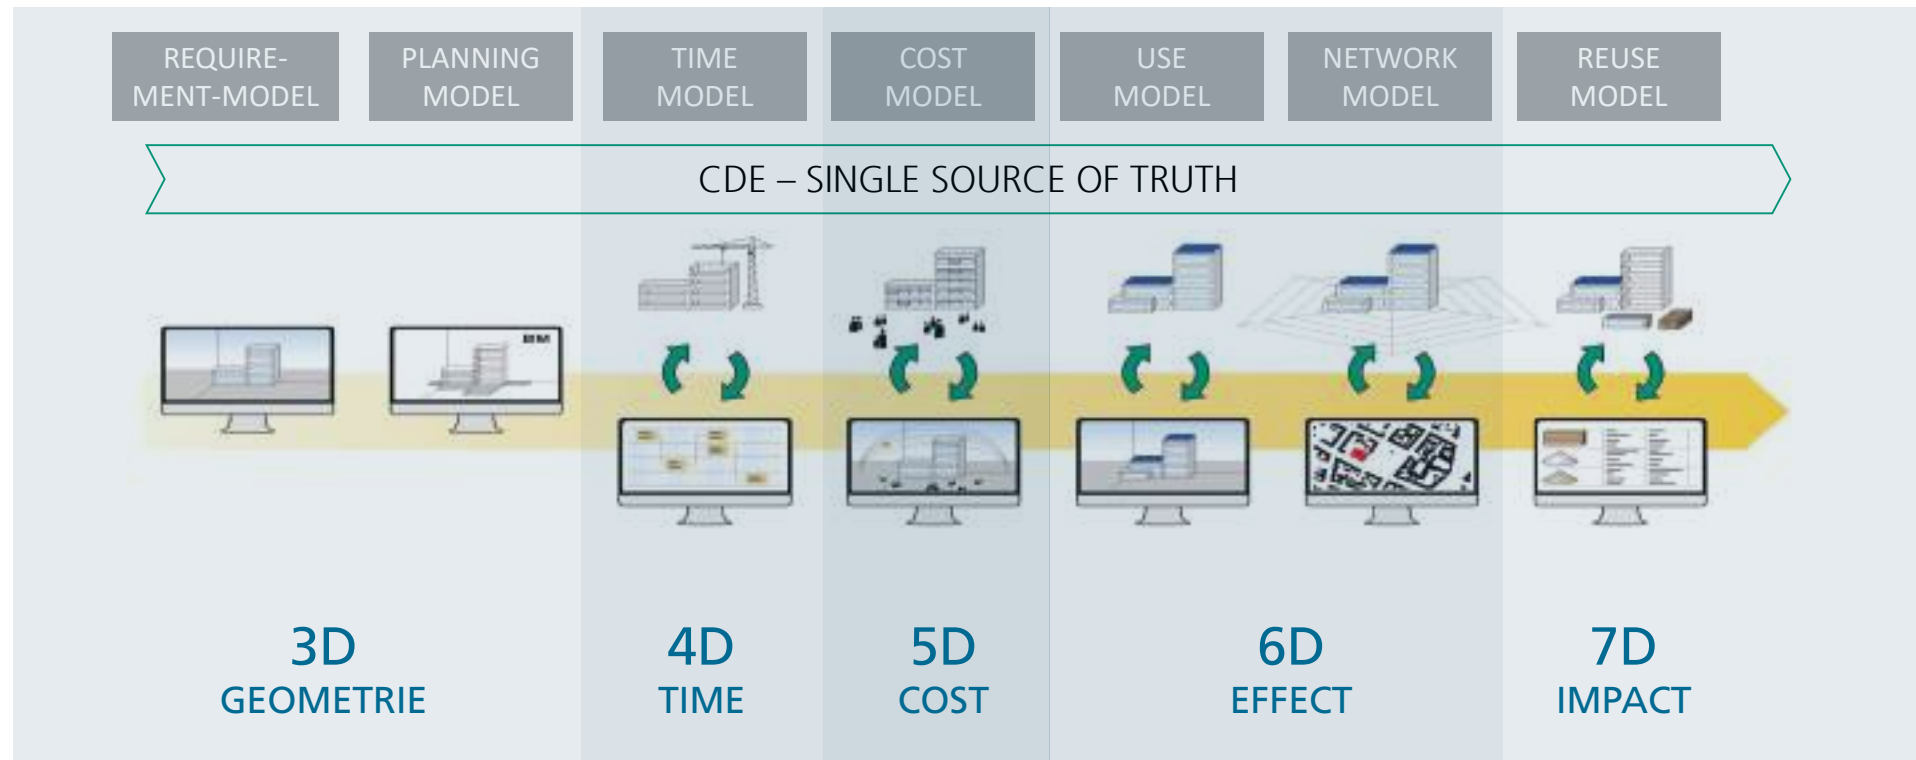 REQUIRE-
MENT-MODEL
PLANNING
MODEL
TIME
MODEL
COST
MODEL
USE
MODEL
NETWORK
MODEL
REUSE
MODEL
CDE – SINGLE SOURCE OF TRUTH
BIM
3D
GEOMETRIE
4D
TIME
5D
COST
6D
EFFECT
7D
IMPACT